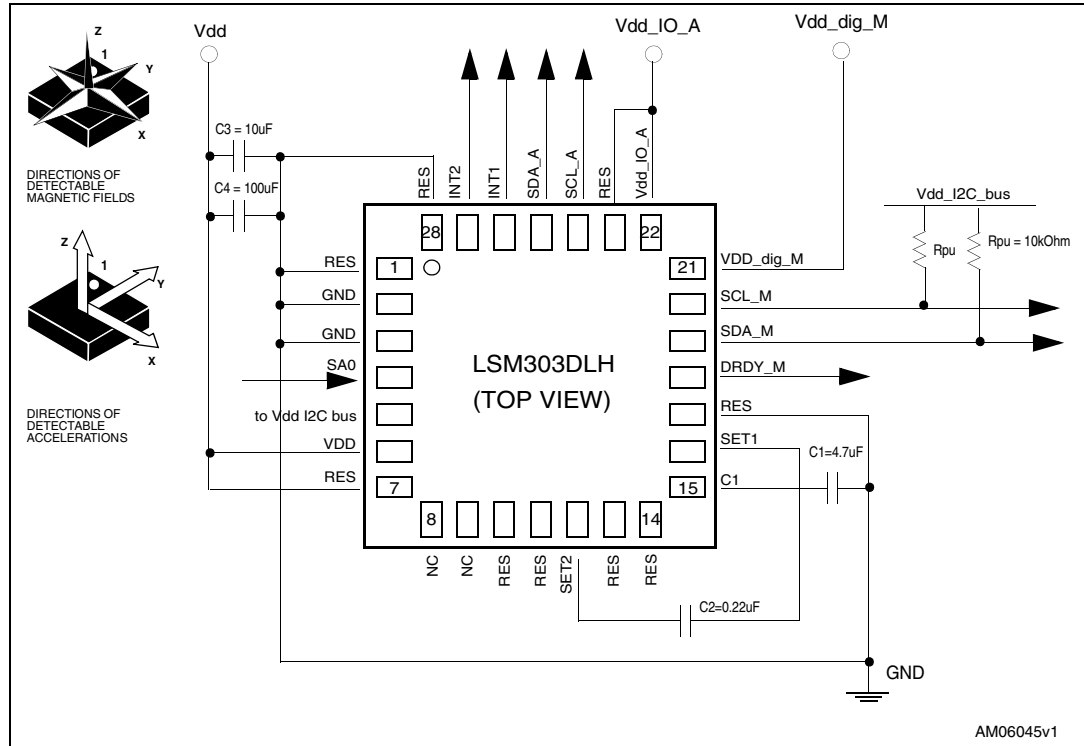 Vdd
Vdd_IO_A
Vdd_dig_M
Z
1
Y
X
DIRECTIONS OF
DETECTABLE
MAGNETIC FIELDS
C3 = 10uF
C4 = 100uF
RES
INT2
INT1
SDA_A
SCL_A
RES
Vdd_IO_A
Vdd_I2C_bus
Rpu
Rpu = 10kOhm
28
22
Z
1
Y
X
DIRECTIONS OF
DETECTABLE
ACCELERATIONS
RES
1
GND
GND
SA0
to Vdd I2C bus
VDD
RES
7
LSM303DLH
(TOP VIEW)
21
VDD_dig_M
SCL_M
SDA_M
DRDY_M
RES
SET1
C1=4.7uF
15
C1
8
14
NC
NC
RES
RES
SET2
RES
RES
C2=0.22uF
GND
AM06045v1